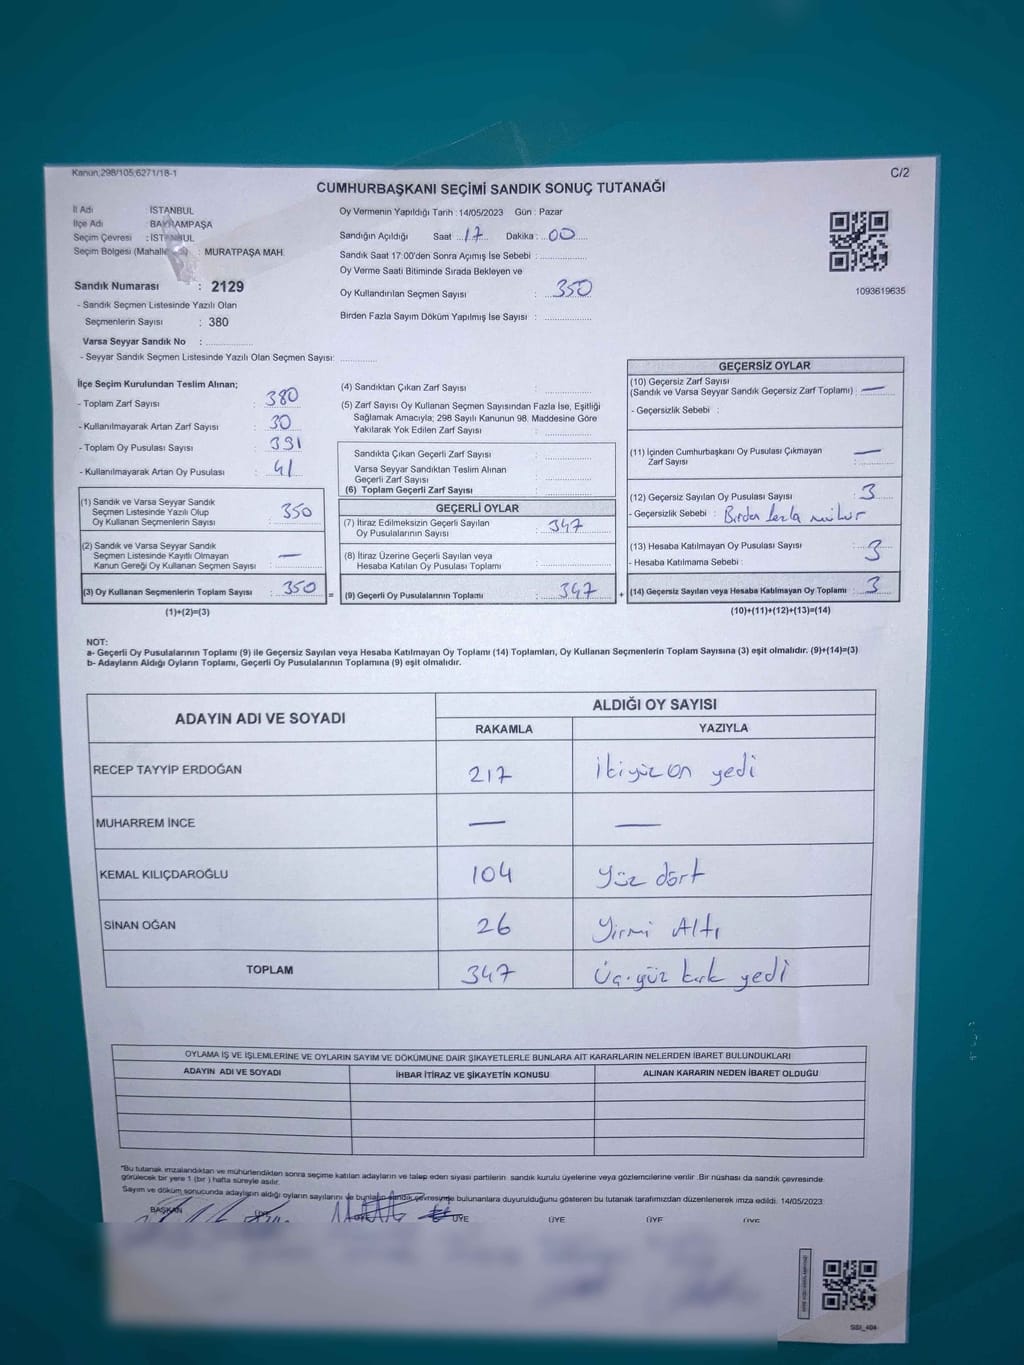 Kanun;298/105;6271/18-1
C/2
CUMHURBAŞKANI SEÇİMİ SANDIK SONUÇ TUTANAĞI
İl Adı İSTANBUL
İlçe Adı BAYRAMPAŞA
Seçim Çevresi : İSTANBUL
Seçim Bölgesi (Mahalle : MURATPAŞA MAH.
Sandık Numarası : 2129
- Sandık Seçmen Listesinde Yazılı Olan
Seçmenlerin Sayısı : 380
Varsa Seyyar Sandık No :
- Seyyar Sandık Seçmen Listesinde Yazılı Olan Seçmen Sayısı:
Oy Vermenin Yapıldığı Tarih : 14/05/2023 Gün : Pazar
Sandığın Açıldığı Saat : 17 Dakika : 00
Sandık Saat 17:00'den Sonra Açımış İse Sebebi :
Oy Verme Saati Bitiminde Sırada Bekleyen ve
Oy Kullandırılan Seçmen Sayısı : 350
Birden Fazla Sayım Döküm Yapılmış İse Sayısı :
1093619635
İlçe Seçim Kurulundan Teslim Alınan;
- Toplam Zarf Sayısı : 380
- Kullanılmayarak Artan Zarf Sayısı : 30
- Toplam Oy Pusulası Sayısı : 391
- Kullanılmayarak Artan Oy Pusulası : 41
(1) Sandık ve Varsa Seyyar Sandık
Seçmen Listesinde Yazılı Olup
Oy Kullanan Seçmenlerin Sayısı : 350
(2) Sandık ve Varsa Seyyar Sandık
Seçmen Listesinde Kayıtlı Olmayan
Kanun Gereği Oy Kullanan Seçmen Sayısı : —
(3) Oy Kullanan Seçmenlerin Toplam Sayısı : 350 =
(1)+(2)=(3)
(4) Sandıktan Çıkan Zarf Sayısı :
(5) Zarf Sayısı Oy Kullanan Seçmen Sayısından Fazla İse, Eşitliği
Sağlamak Amacıyla; 298 Sayılı Kanunun 98. Maddesine Göre
Yakılarak Yok Edilen Zarf Sayısı :
Sandıkta Çıkan Geçerli Zarf Sayısı :
Varsa Seyyar Sandıktan Teslim Alınan
Geçerli Zarf Sayısı :
(6) Toplam Geçerli Zarf Sayısı :
GEÇERLİ OYLAR
(7) İtiraz Edilmeksizin Geçerli Sayılan
Oy Pusulalarının Sayısı : 347
(8) İtiraz Üzerine Geçerli Sayılan veya
Hesaba Katılan Oy Pusulası Toplamı :
(9) Geçerli Oy Pusulalarının Toplamı : 347 +
GEÇERSİZ OYLAR
(10) Geçersiz Zarf Sayısı
(Sandık ve Varsa Seyyar Sandık Geçersiz Zarf Toplamı) : —
- Geçersizlik Sebebi :
(11) İçinden Cumhurbaşkanı Oy Pusulası Çıkmayan
Zarf Sayısı : —
(12) Geçersiz Sayılan Oy Pusulası Sayısı : 3
- Geçersizlik Sebebi : Birden fazla mühür
(13) Hesaba Katılmayan Oy Pusulası Sayısı : 3
- Hesaba Katılmama Sebebi :
(14) Geçersiz Sayılan veya Hesaba Katılmayan Oy Toplamı : 3
(10)+(11)+(12)+(13)=(14)
NOT:
a- Geçerli Oy Pusulalarının Toplamı (9) ile Geçersiz Sayılan veya Hesaba Katılmayan Oy Toplamı (14) Toplamları, Oy Kullanan Seçmenlerin Toplam Sayısına (3) eşit olmalıdır. (9)+(14)=(3)
b- Adayların Aldığı Oyların Toplamı, Geçerli Oy Pusulalarının Toplamına (9) eşit olmalıdır.
ADAYIN ADI VE SOYADI
ALDIĞI OY SAYISI
RAKAMLA YAZIYLA
RECEP TAYYİP ERDOĞAN 217 ikiyüz on yedi
MUHARREM İNCE — —
KEMAL KILIÇDAROĞLU 104 Yüz dört
SİNAN OĞAN 26 Yirmi Altı
TOPLAM 347 Üç.yüz kırk yedi
OYLAMA İŞ VE İŞLEMLERİNE VE OYLARIN SAYIM VE DÖKÜMÜNE DAİR ŞİKAYETLERLE BUNLARA AİT KARARLARIN NELERDEN İBARET BULUNDUKLARI
ADAYIN ADI VE SOYADI İHBAR İTİRAZ VE ŞİKAYETİN KONUSU ALINAN KARARIN NEDEN İBARET OLDUĞU
"Bu tutanak imzalandıktan ve mühürlendikten sonra seçime katılan adayların ve talep eden siyasi partilerin sandık kurulu üyelerine veya gözlemcilerine verilir. Bir nüshası da sandık çevresinde
görülecek bir yere 1 (bir ) hafta süreyle asılır.
Sayım ve döküm sonucunda adayların aldığı oyların sayılarını ve bunların sandık çevresinde bulunanlara duyurulduğunu gösteren bu tutanak tarafımızdan düzenlenerek imza edildi. 14/05/2023
BAŞKAN ÜYE ÜYE ÜYE ÜYE
SSI_404